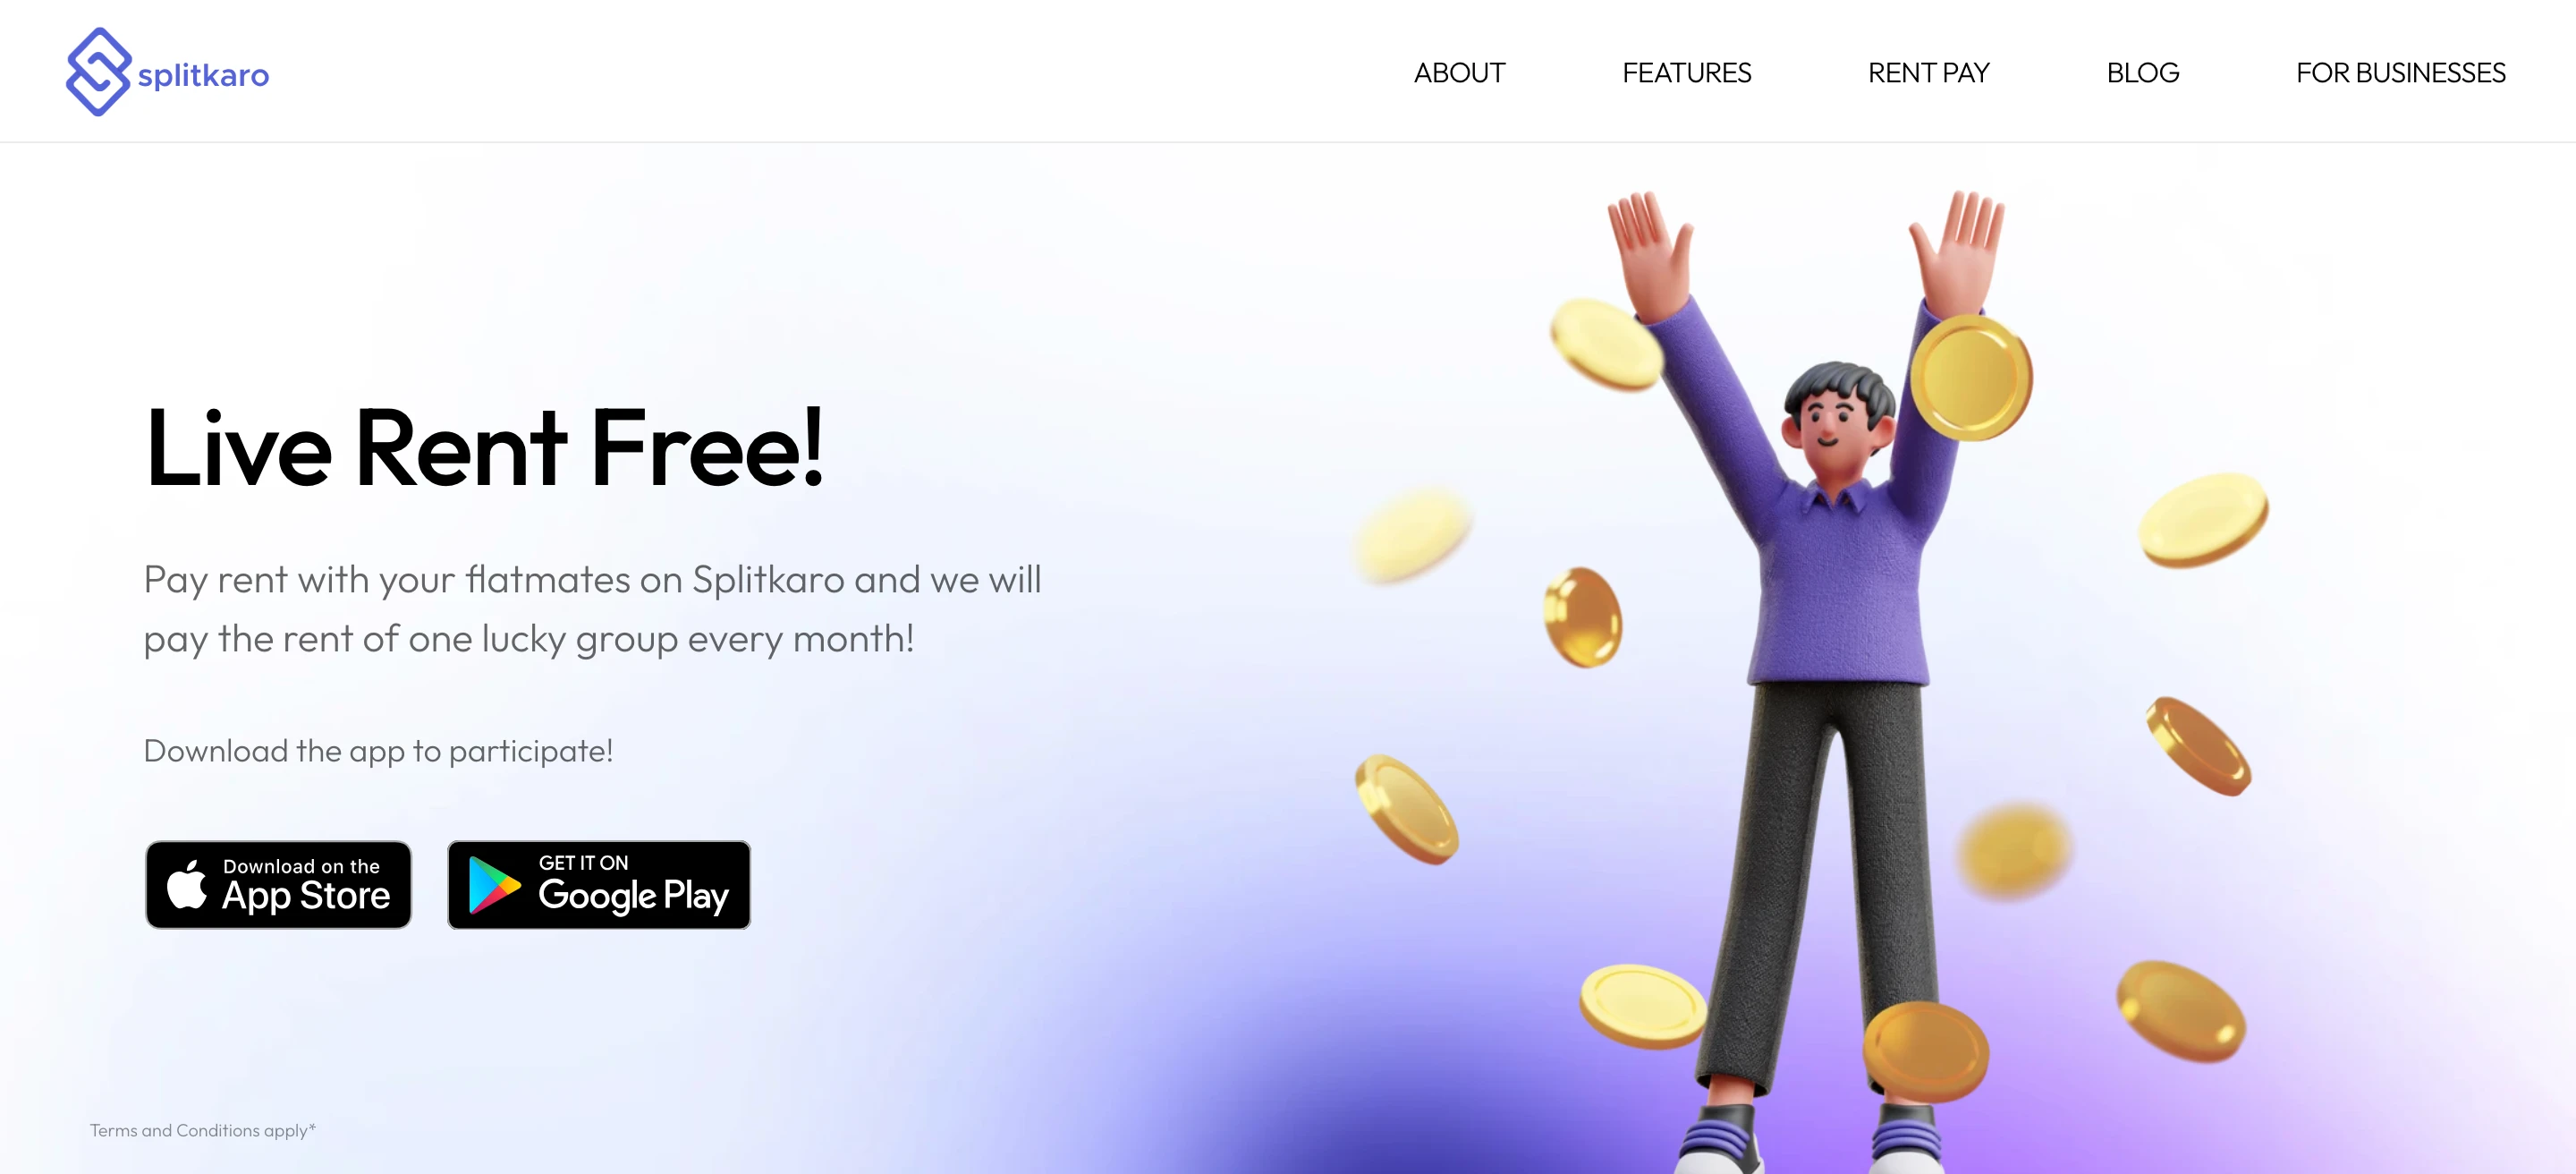 splitkaro
ABOUT
FEATURES
RENT PAY
BLOG
FOR BUSINESSES
Live Rent Free!
Pay rent with your flatmates on Splitkaro and we will
pay the rent of one lucky group every month!
Download the app to participate!
Download on the
App Store
GET IT ON
Google Play
Terms and Conditions apply*